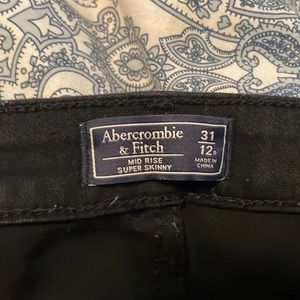 Abercrombie
& Fitch
MID RISE
SUPER SKINNY
31
12R
MADE IN
CHINA